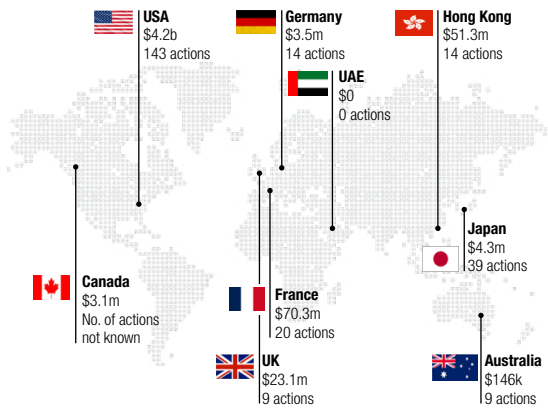 USA
$4.2b
143 actions
Germany
$3.5m
14 actions
Hong Kong
$51.3m
14 actions
UAE
$0
0 actions
Japan
$4.3m
39 actions
Canada
$3.1m
No. of actions
not known
France
$70.3m
20 actions
UK
$23.1m
9 actions
Australia
$146k
9 actions